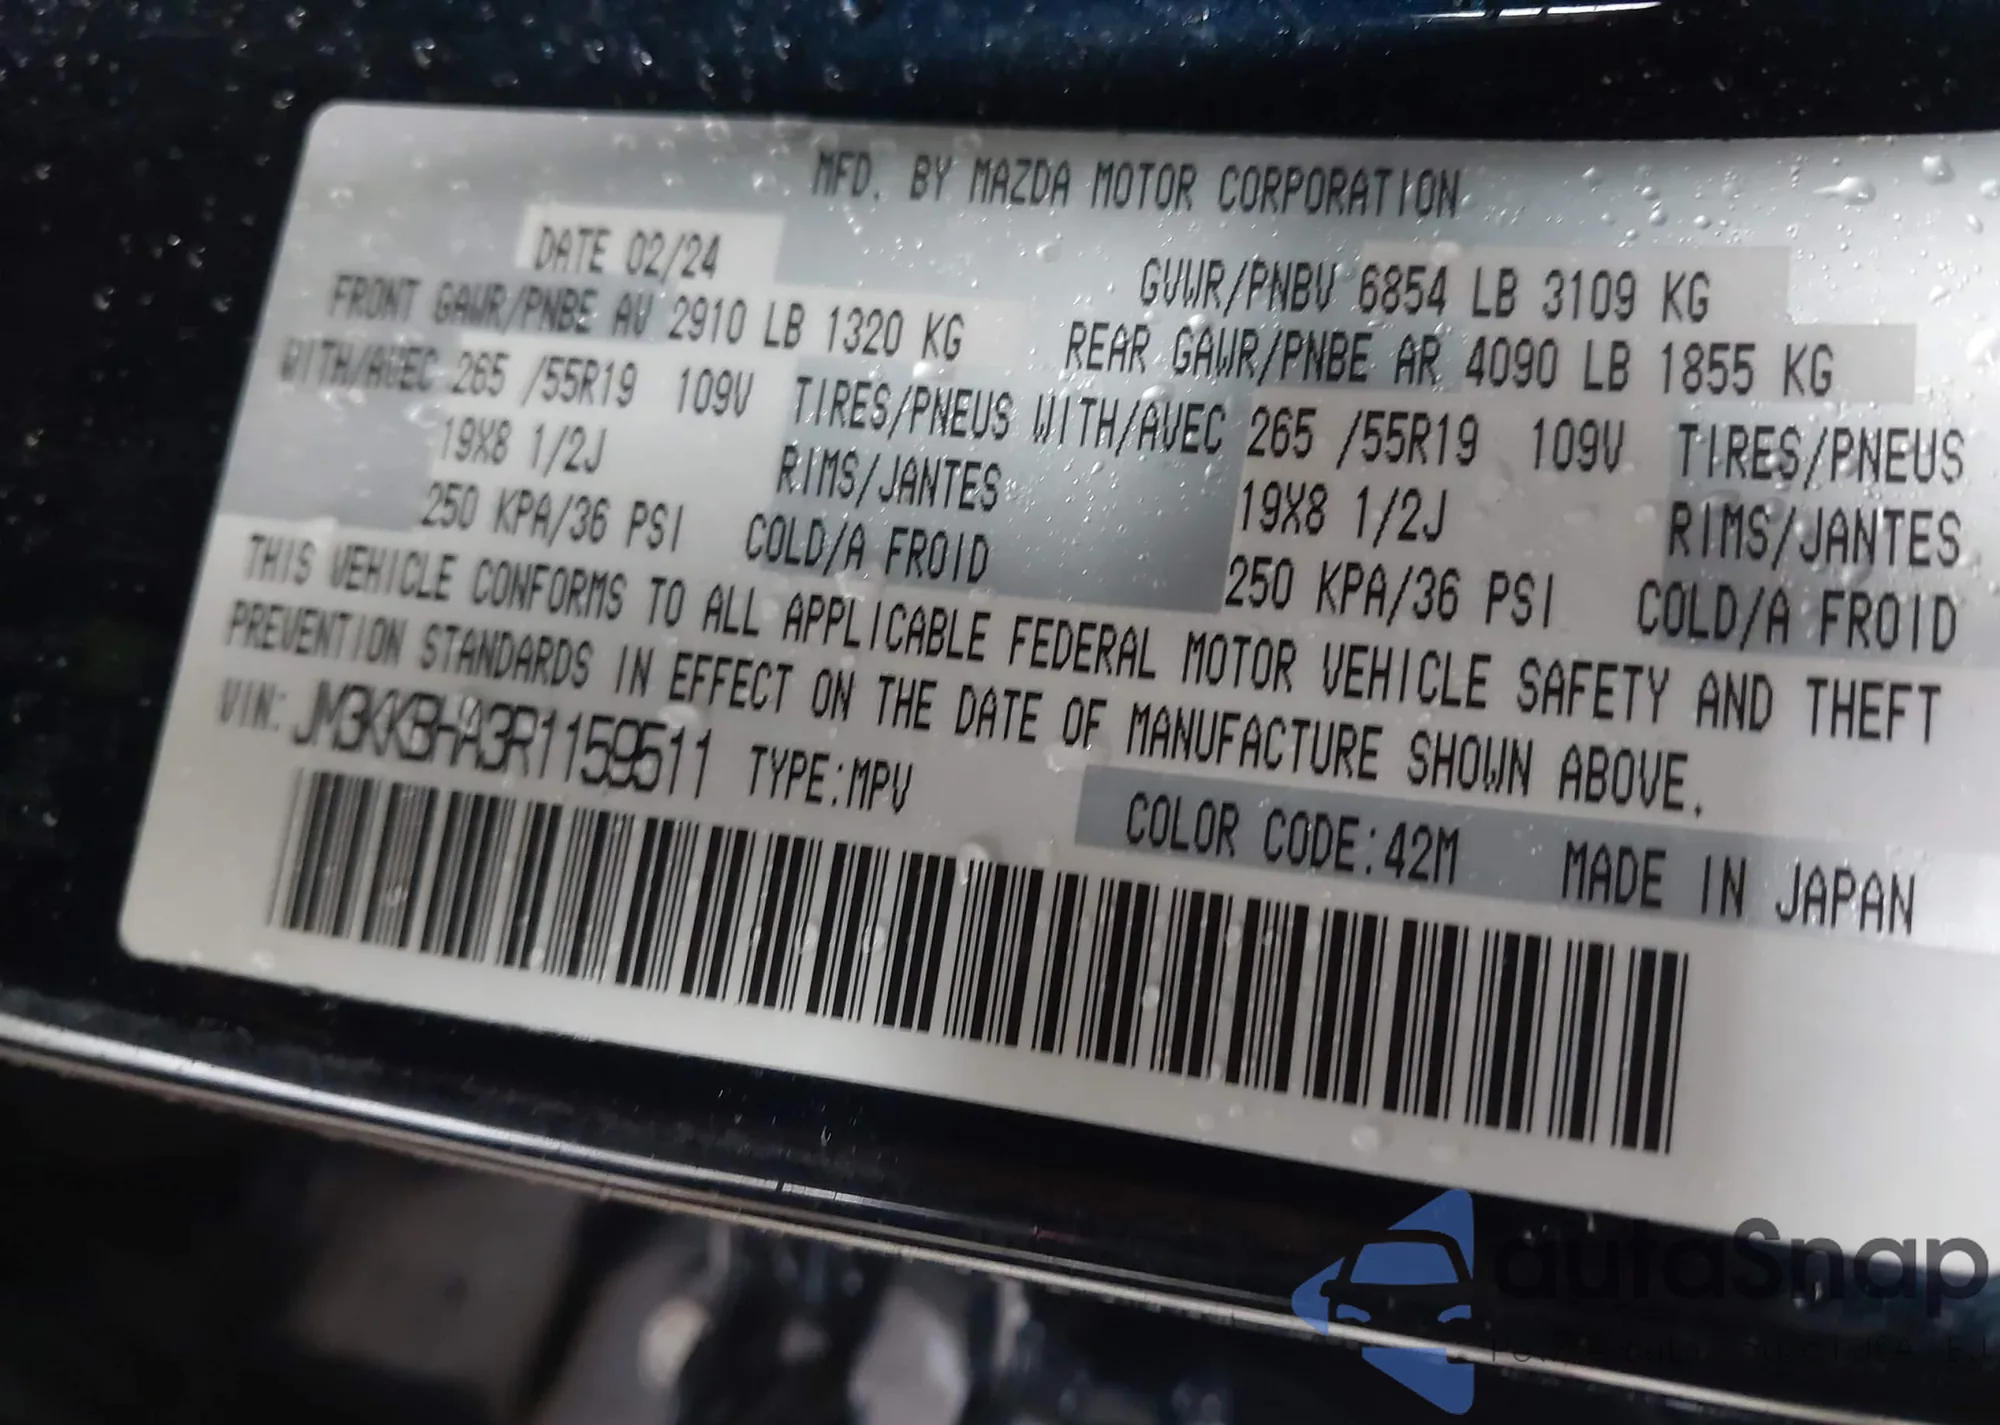 MFD. BY MAZDA MOTOR CORPORATION
DATE 02/24 GVWR/PNBV 6854 LB 3109 KG
FRONT GAWR/PNBE AV 2910 LB 1320 KG REAR GAWR/PNBE AR 4090 LB 1855 KG
WITH/AVEC 265 /55R19 109V TIRES/PNEUS WITH/AVEC 265 /55R19 109V TIRES/PNEUS
19X8 1/2J RIMS/JANTES 19X8 1/2J RIMS/JANTES
250 KPA/36 PSI COLD/A FROID 250 KPA/36 PSI COLD/A FROID
THIS VEHICLE CONFORMS TO ALL APPLICABLE FEDERAL MOTOR VEHICLE SAFETY AND THEFT
PREVENTION STANDARDS IN EFFECT ON THE DATE OF MANUFACTURE SHOWN ABOVE.
VIN: JM3KKBHA3R1159511 TYPE:MPV
COLOR CODE:42M MADE IN JAPAN
autaSnap